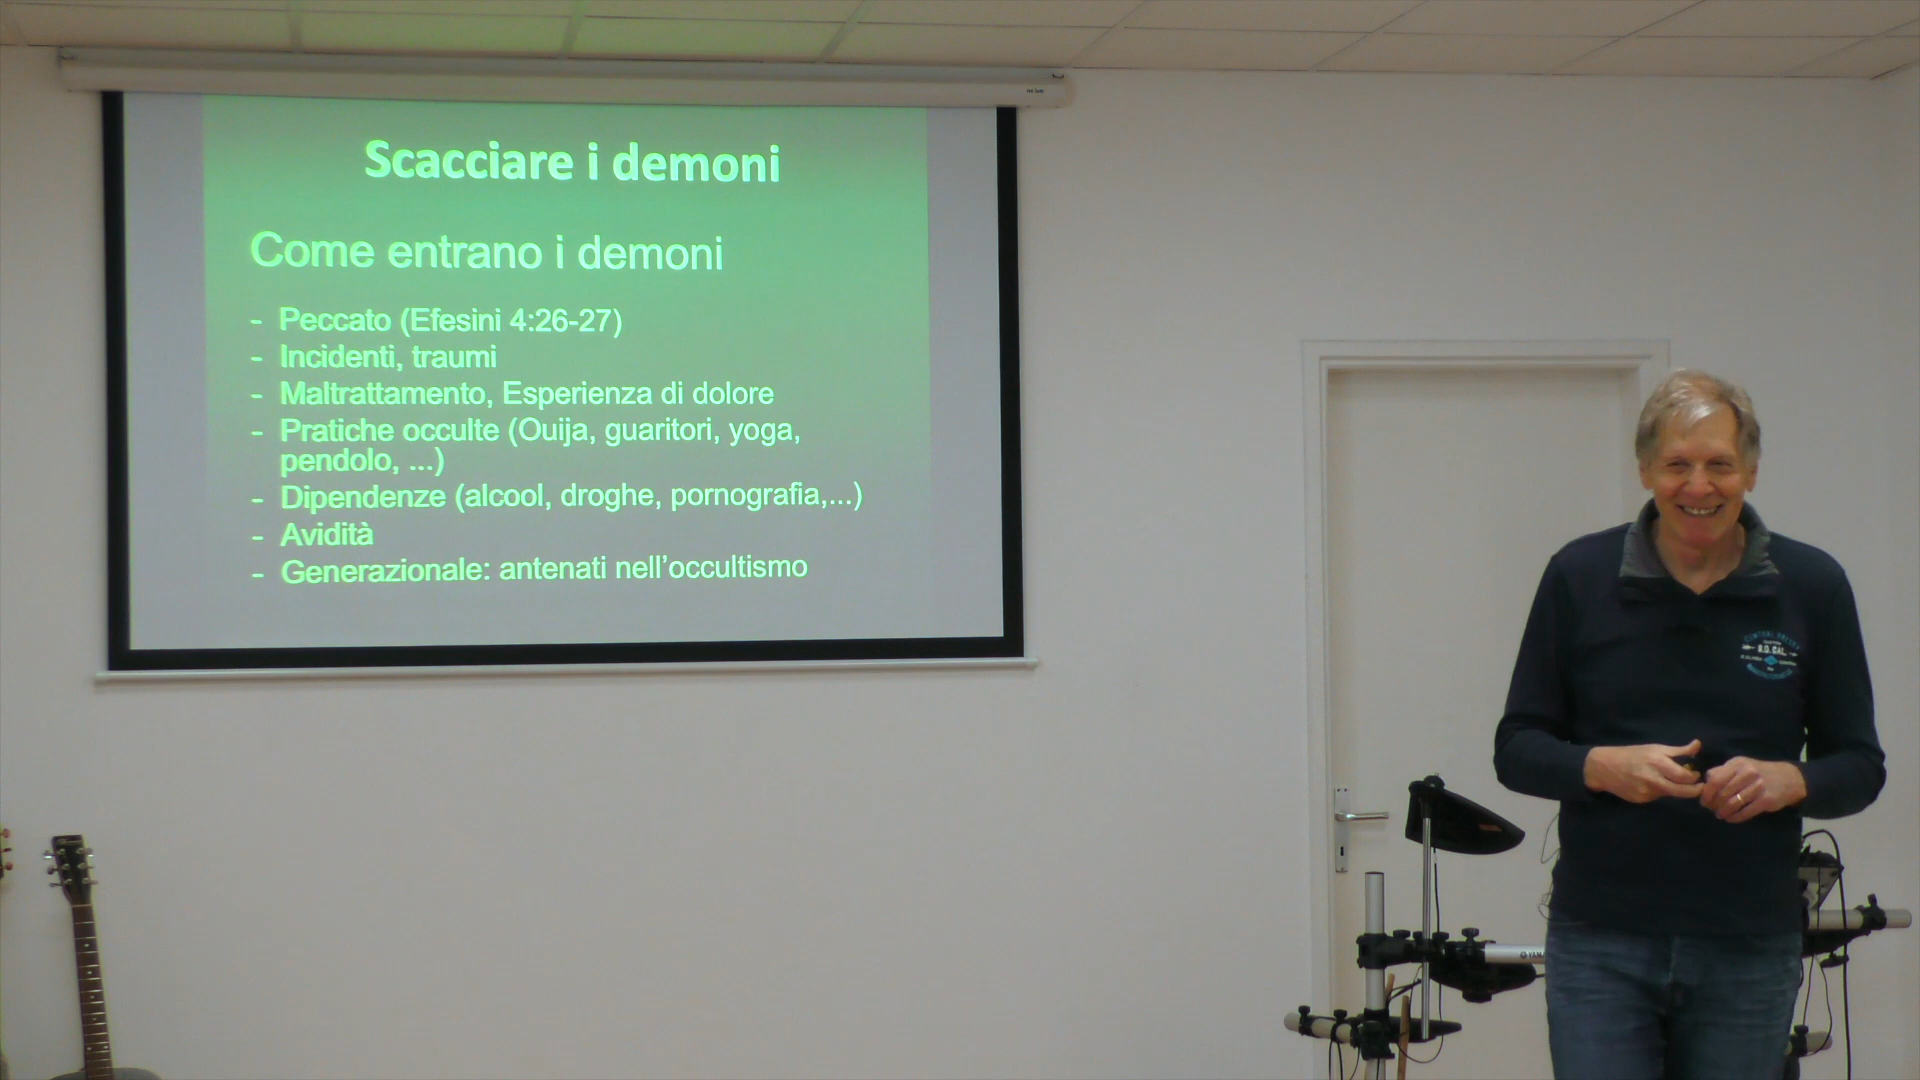 Scacciare i demoni
Come entrano i demoni
- Peccato (Efesini 4:26-27)
- Incidenti, traumi
- Maltrattamento, Esperienza di dolore
- Pratiche occulte (Ouija, guaritori, yoga,
pendolo, ...)
- Dipendenze (alcool, droghe, pornografia,...)
- Avidità
- Generazionale: antenati nell'occultismo